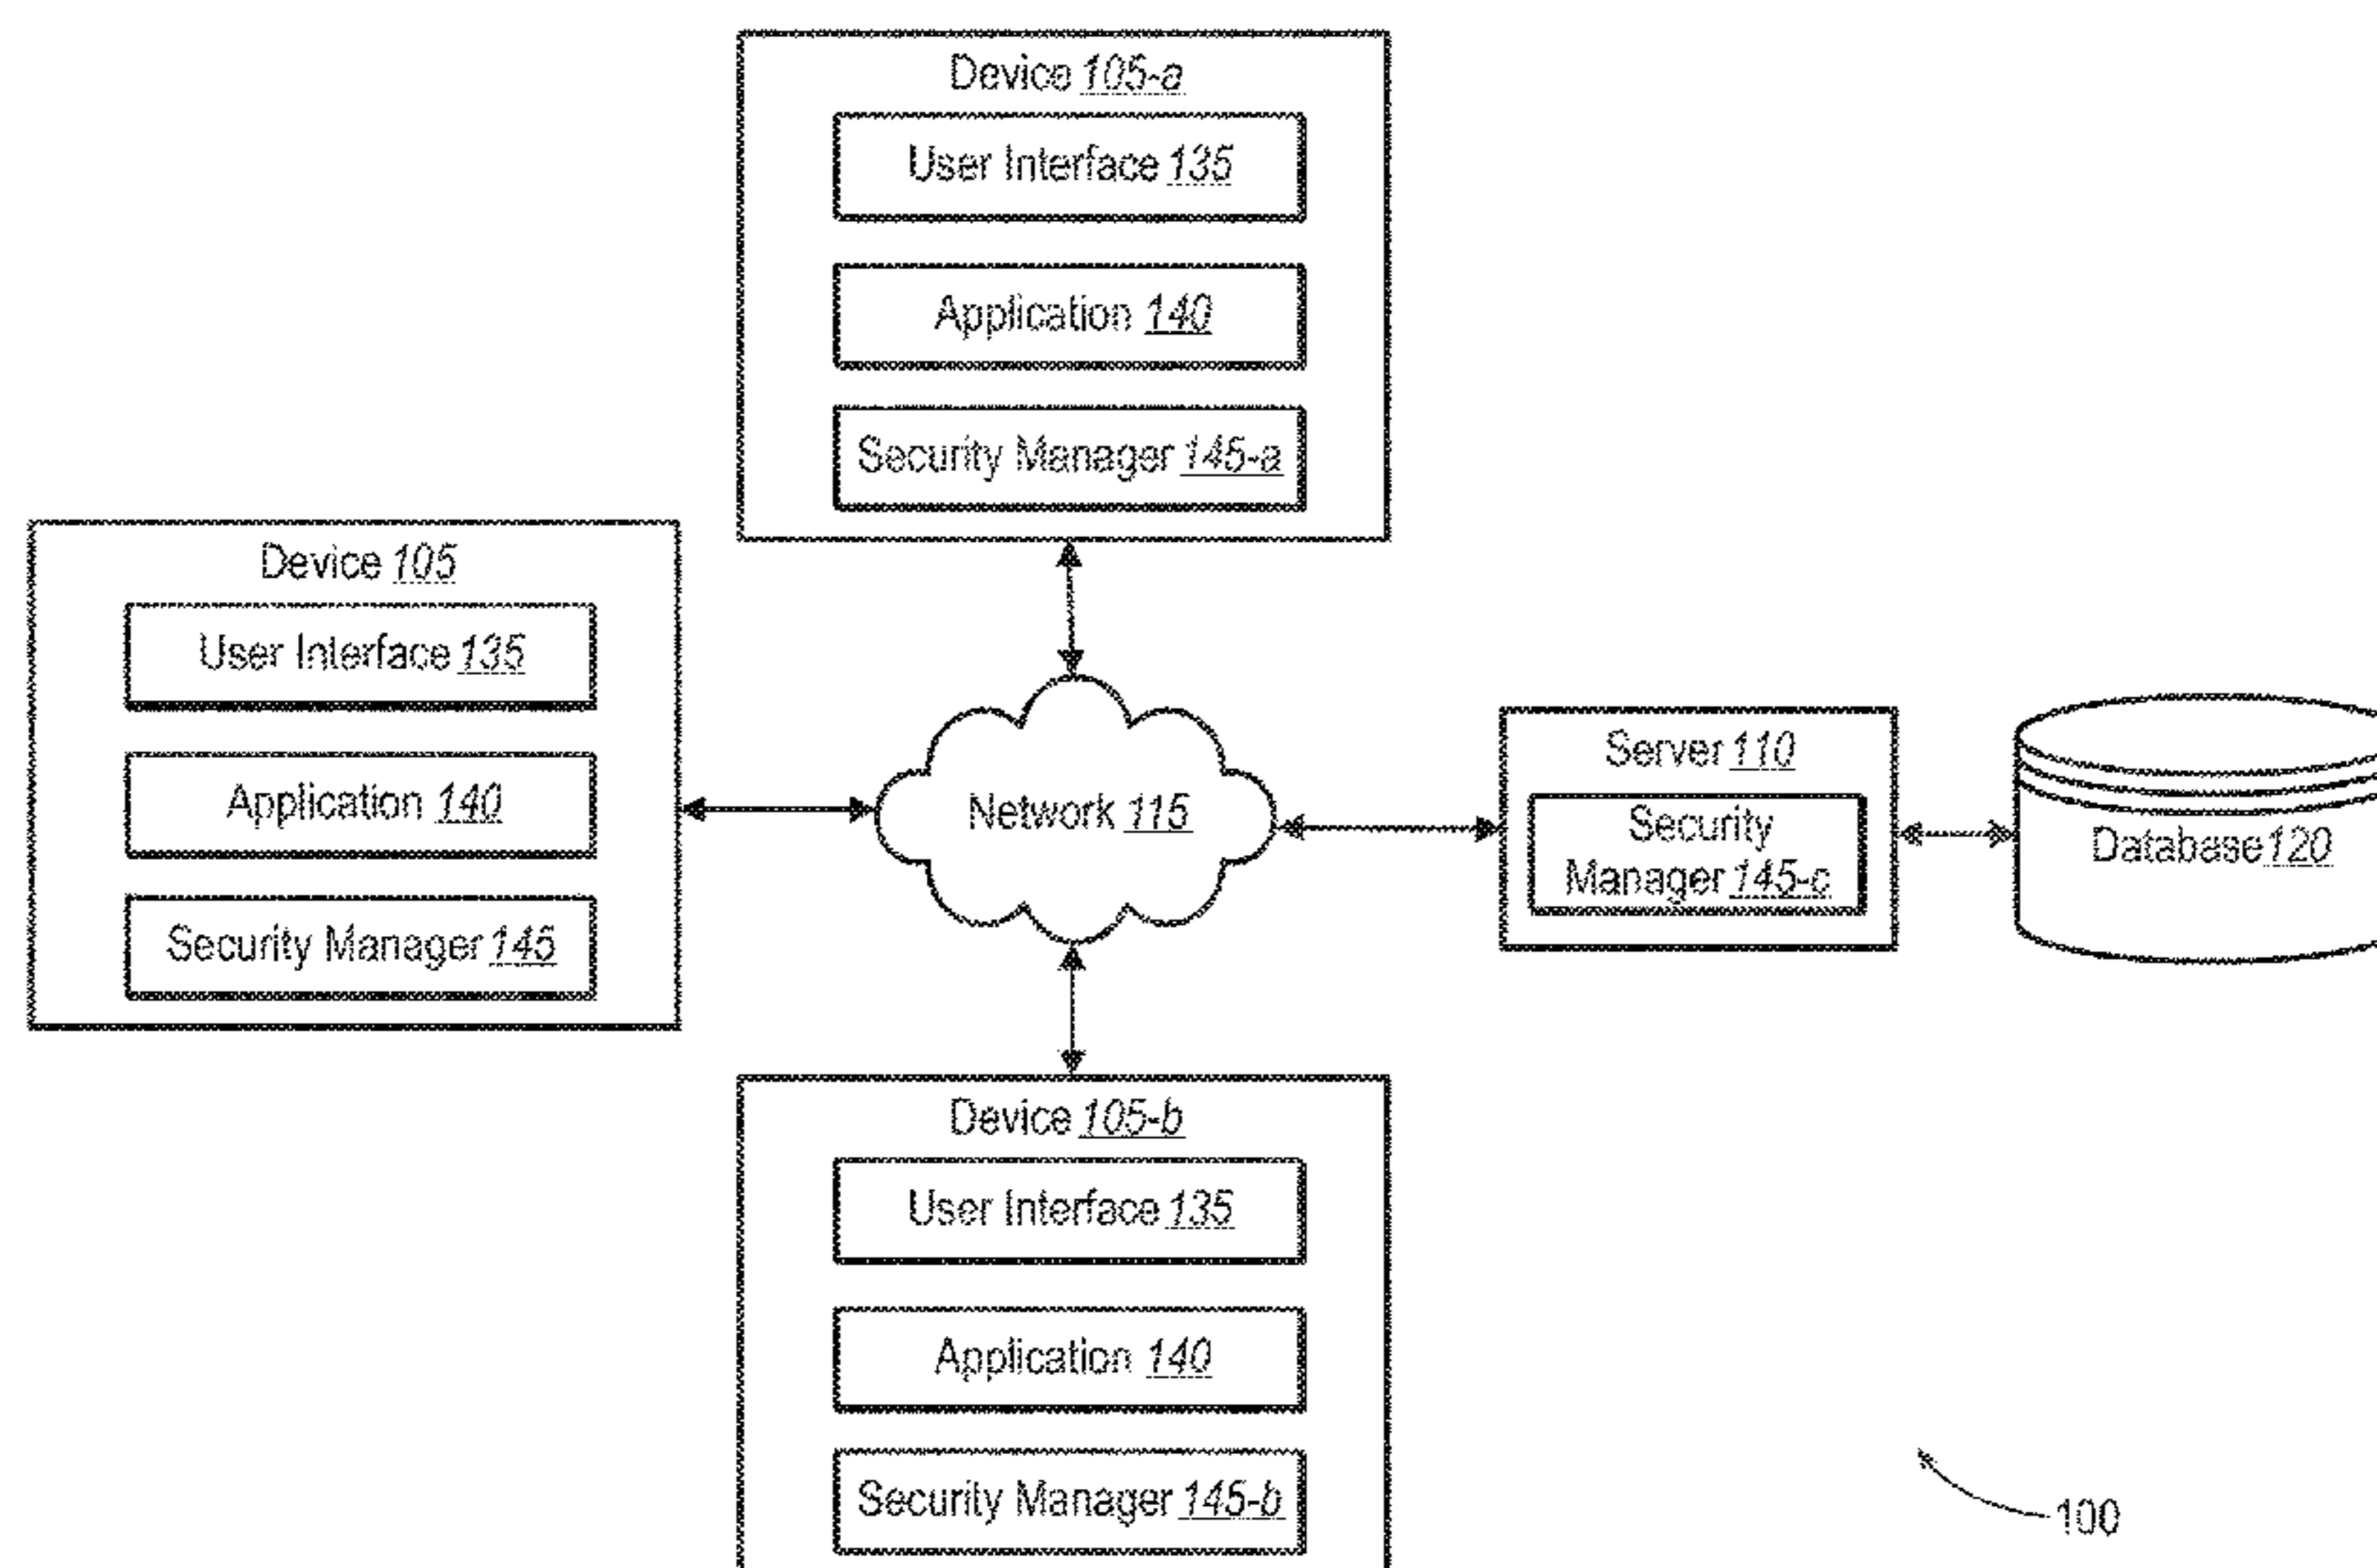 Device 105-a
User Interface 135
Application 140
Security Manager 145-a
Device 105
User Interface 135
Application 140
Security Manager 145
Network 115
Server 110
Security
Manager 145-c
Database 120
Device 105-b
User Interface 135
Application 140
Security Manager 145-b
100